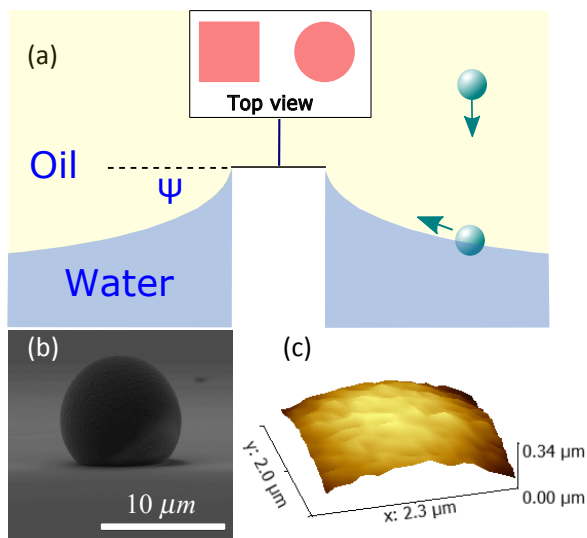 (a)
Top view
Oil
ψ
Water
(b)
10 μm
(c)
y: 2.0 μm
x: 2.3 μm
0.34 μm
0.00 μm